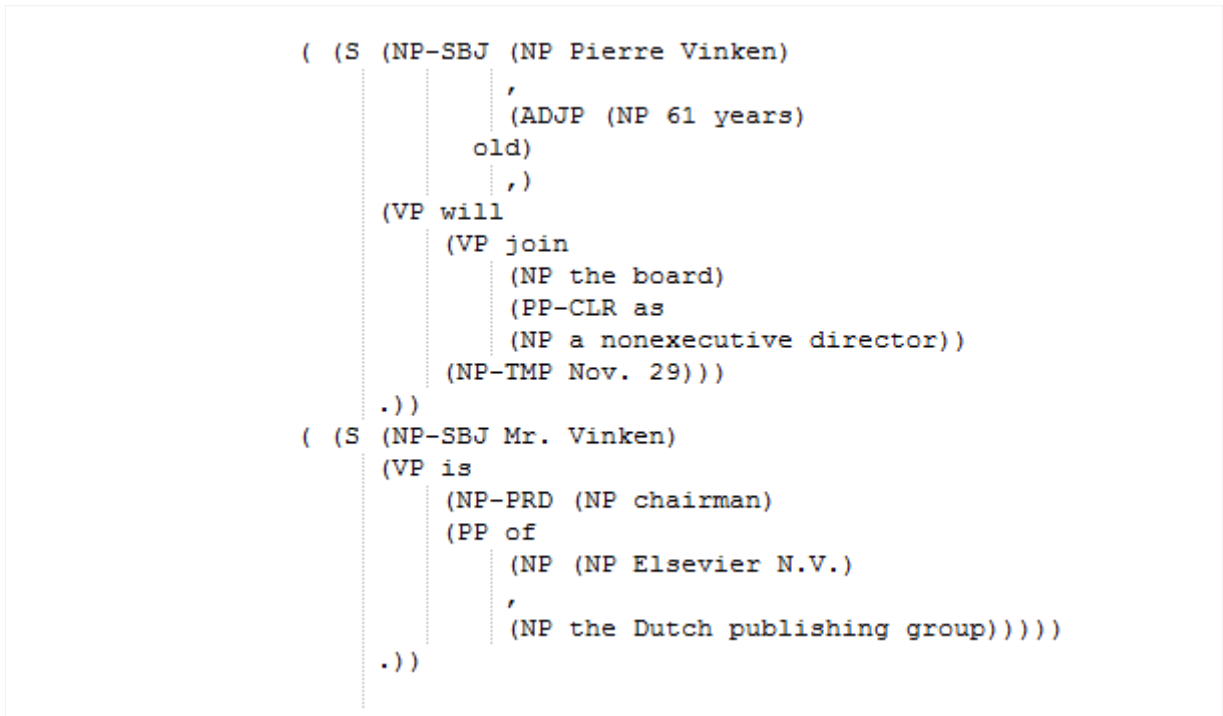 ( (S (NP-SBJ (NP Pierre Vinken)
,
(ADJP (NP 61 years)
old)
,)
(VP will
(VP join
(NP the board)
(PP-CLR as
(NP a nonexecutive director))
(NP-TMP Nov. 29)))
.))
( (S (NP-SBJ Mr. Vinken)
(VP is
(NP-PRD (NP chairman)
(PP of
(NP (NP Elsevier N.V.)
,
(NP the Dutch publishing group)))))
.))